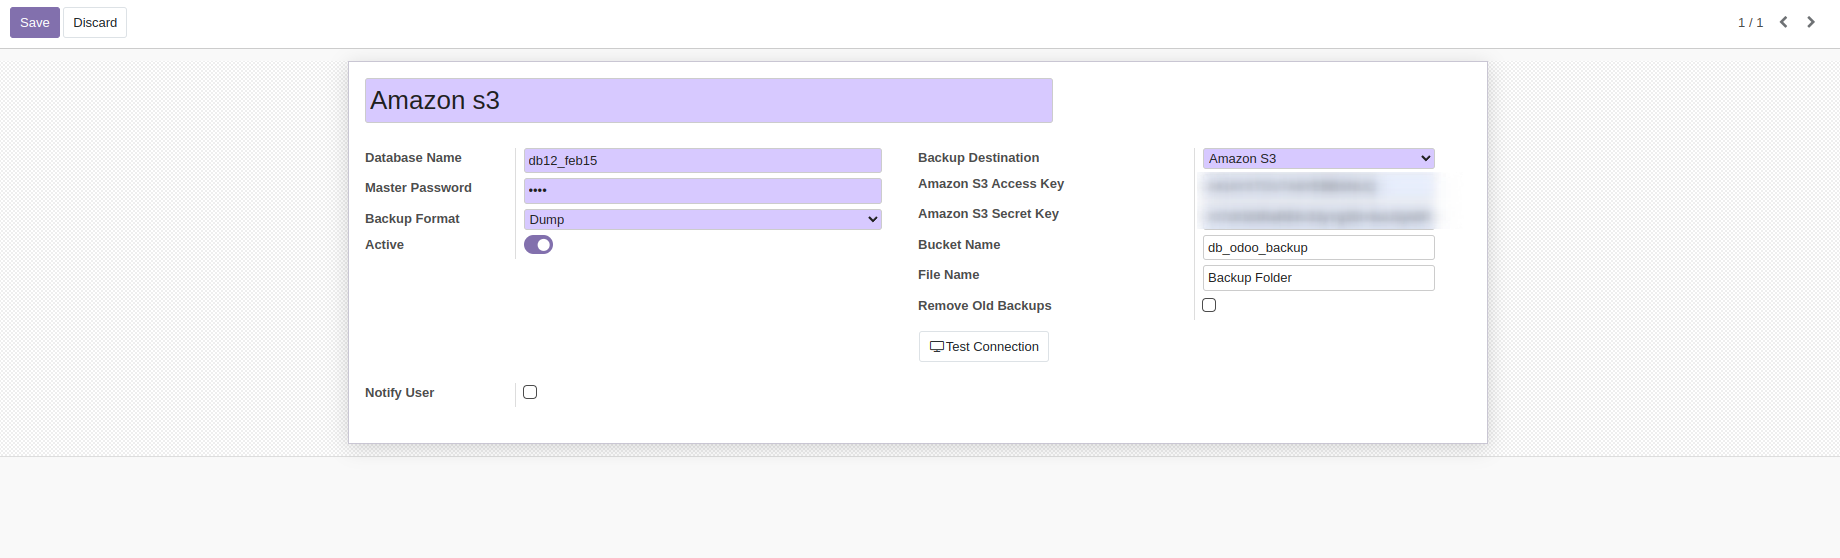 Save Discard 1 / 1
Amazon s3
Database Name db12_feb15
Master Password ••••
Backup Format Dump
Active
Backup Destination Amazon S3
Amazon S3 Access Key
Amazon S3 Secret Key
Bucket Name db_odoo_backup
File Name Backup Folder
Remove Old Backups
Test Connection
Notify User